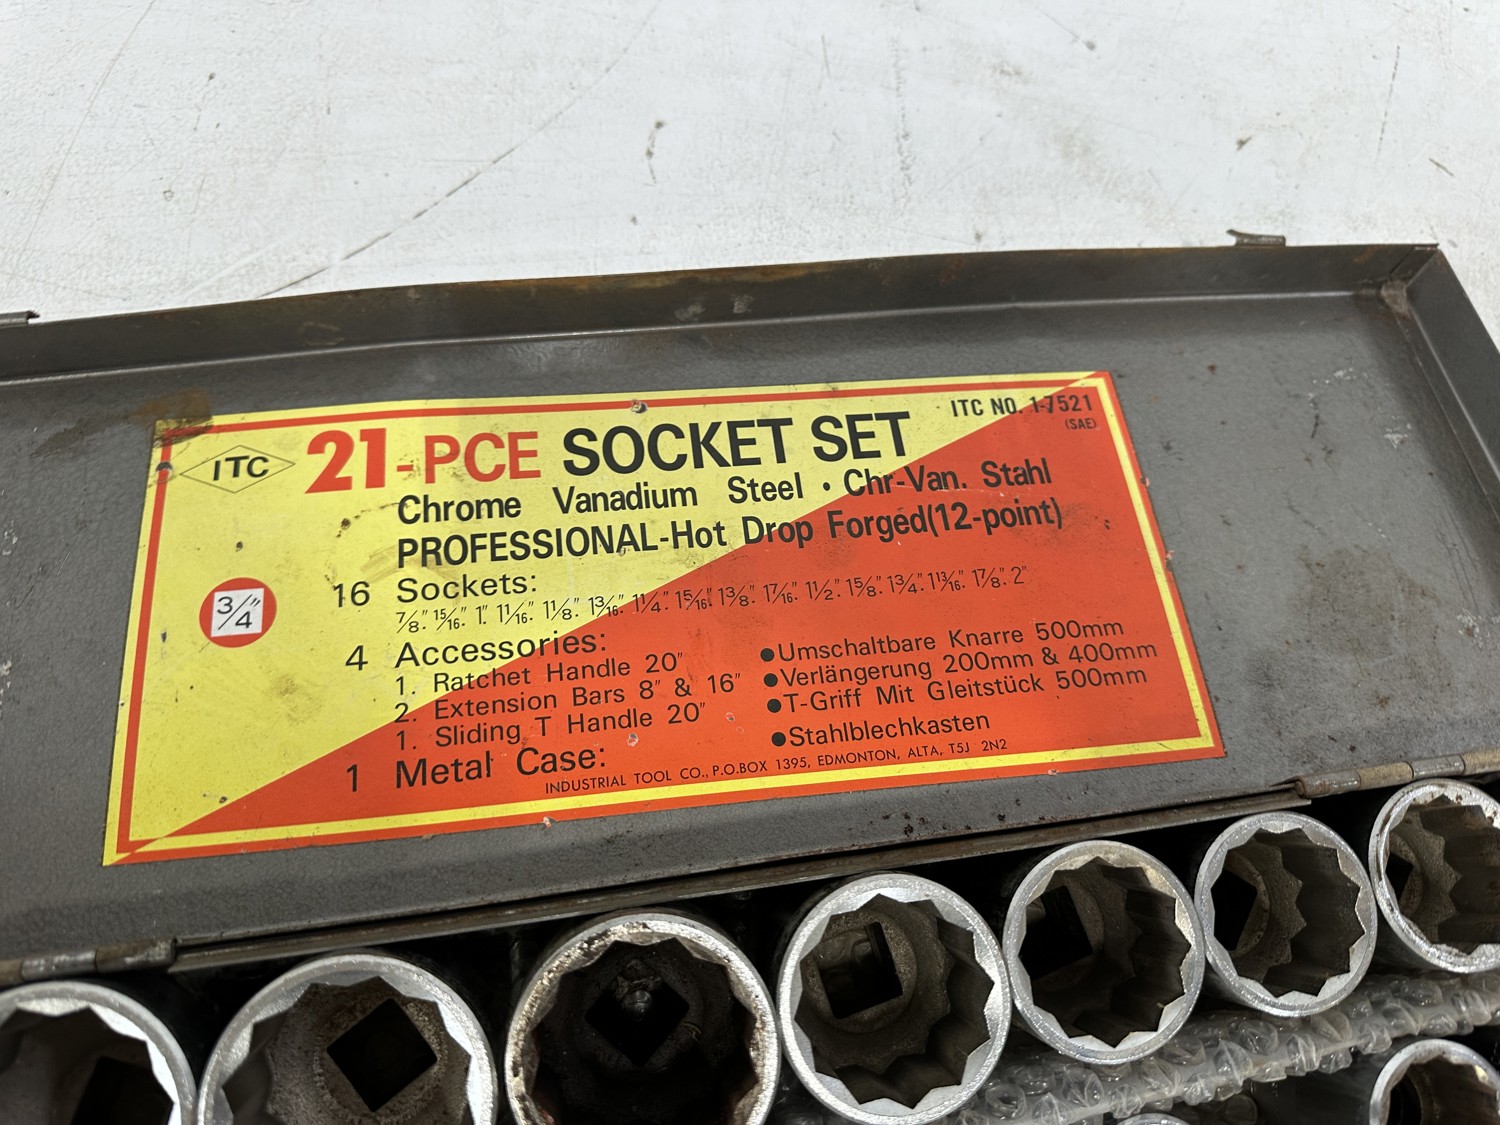 ITC NO. 1-7521
(SAE)
ITC
21-PCE SOCKET SET
Chrome Vanadium Steel · Chr-Van. Stahl
PROFESSIONAL-Hot Drop Forged(12-point)
3/4"
16 Sockets:
7/8". 15/16". 1". 1 1/16". 1 1/8". 1 3/16". 1 1/4". 1 5/16". 1 3/8". 1 7/16". 1 1/2". 1 5/8". 1 3/4". 1 13/16". 1 7/8". 2"
4 Accessories:
1. Ratchet Handle 20"
2. Extension Bars 8" & 16"
1. Sliding T Handle 20"
●Umschaltbare Knarre 500mm
●Verlängerung 200mm & 400mm
●T-Griff Mit Gleitstück 500mm
1 Metal Case:
●Stahlblechkasten
INDUSTRIAL TOOL CO., P.O.BOX 1395, EDMONTON, ALTA, T5J 2N2